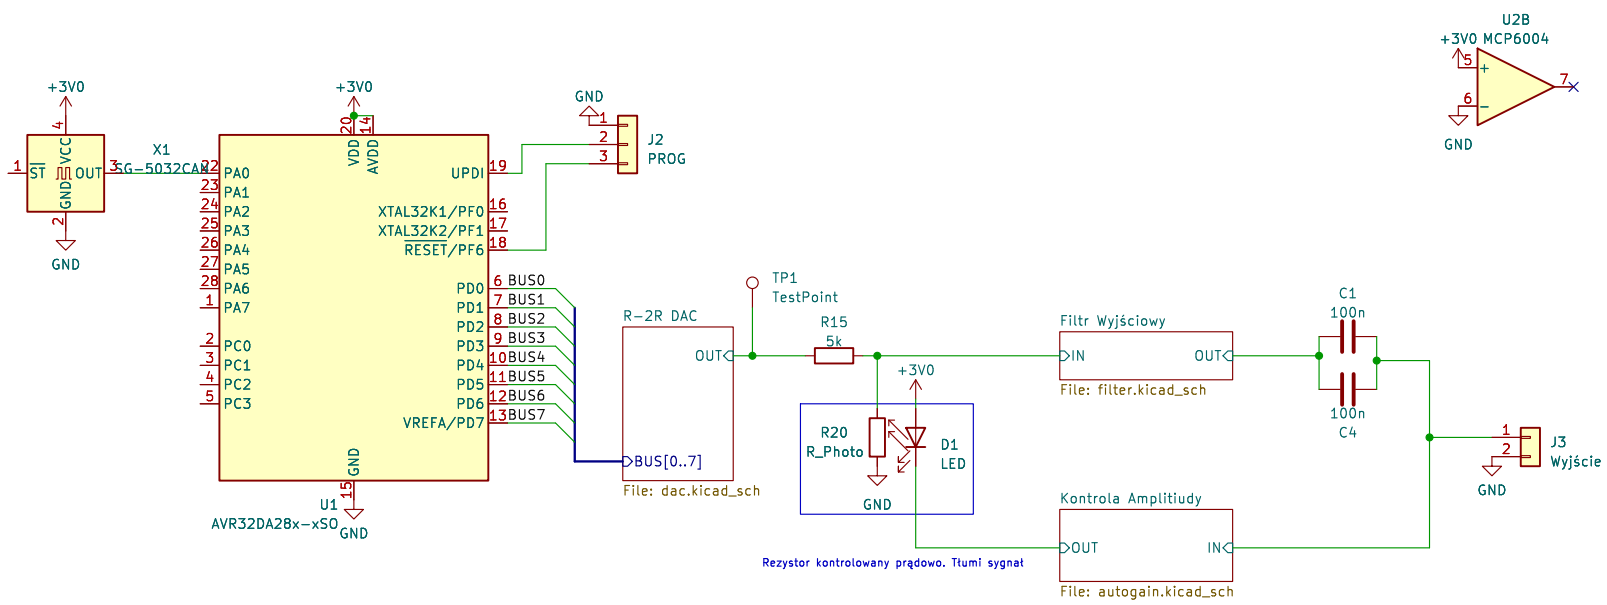 U2B
+3V0 MCP6004
5
+
7
6
−
GND
+3V0
4
VCC
1
ST
OUT
3
GND
2
GND
X1
SG-5032CAN
+3V0
20
14
VDD
AVDD
22
PA0
23
PA1
24
PA2
25
PA3
26
PA4
27
PA5
28
PA6
1
PA7
2
PC0
3
PC1
4
PC2
5
PC3
UPDI
19
XTAL32K1/PF0
16
XTAL32K2/PF1
17
RESET/PF6
18
PD0
6
BUS0
PD1
7
BUS1
PD2
8
BUS2
PD3
9
BUS3
PD4
10
BUS4
PD5
11
BUS5
PD6
12
BUS6
VREFA/PD7
13
BUS7
GND
15
U1
AVR32DA28x-xSO
GND
GND
1
2
3
J2
PROG
R-2R DAC
OUT
BUS[0..7]
File: dac.kicad_sch
TP1
TestPoint
R15
5k
+3V0
R20
R_Photo
D1
LED
GND
Rezystor kontrolowany prądowo. Tłumi sygnał
Filtr Wyjściowy
IN
OUT
File: filter.kicad_sch
Kontrola Amplitiudy
OUT
IN
File: autogain.kicad_sch
C1
100n
100n
C4
1
2
J3
Wyjście
GND